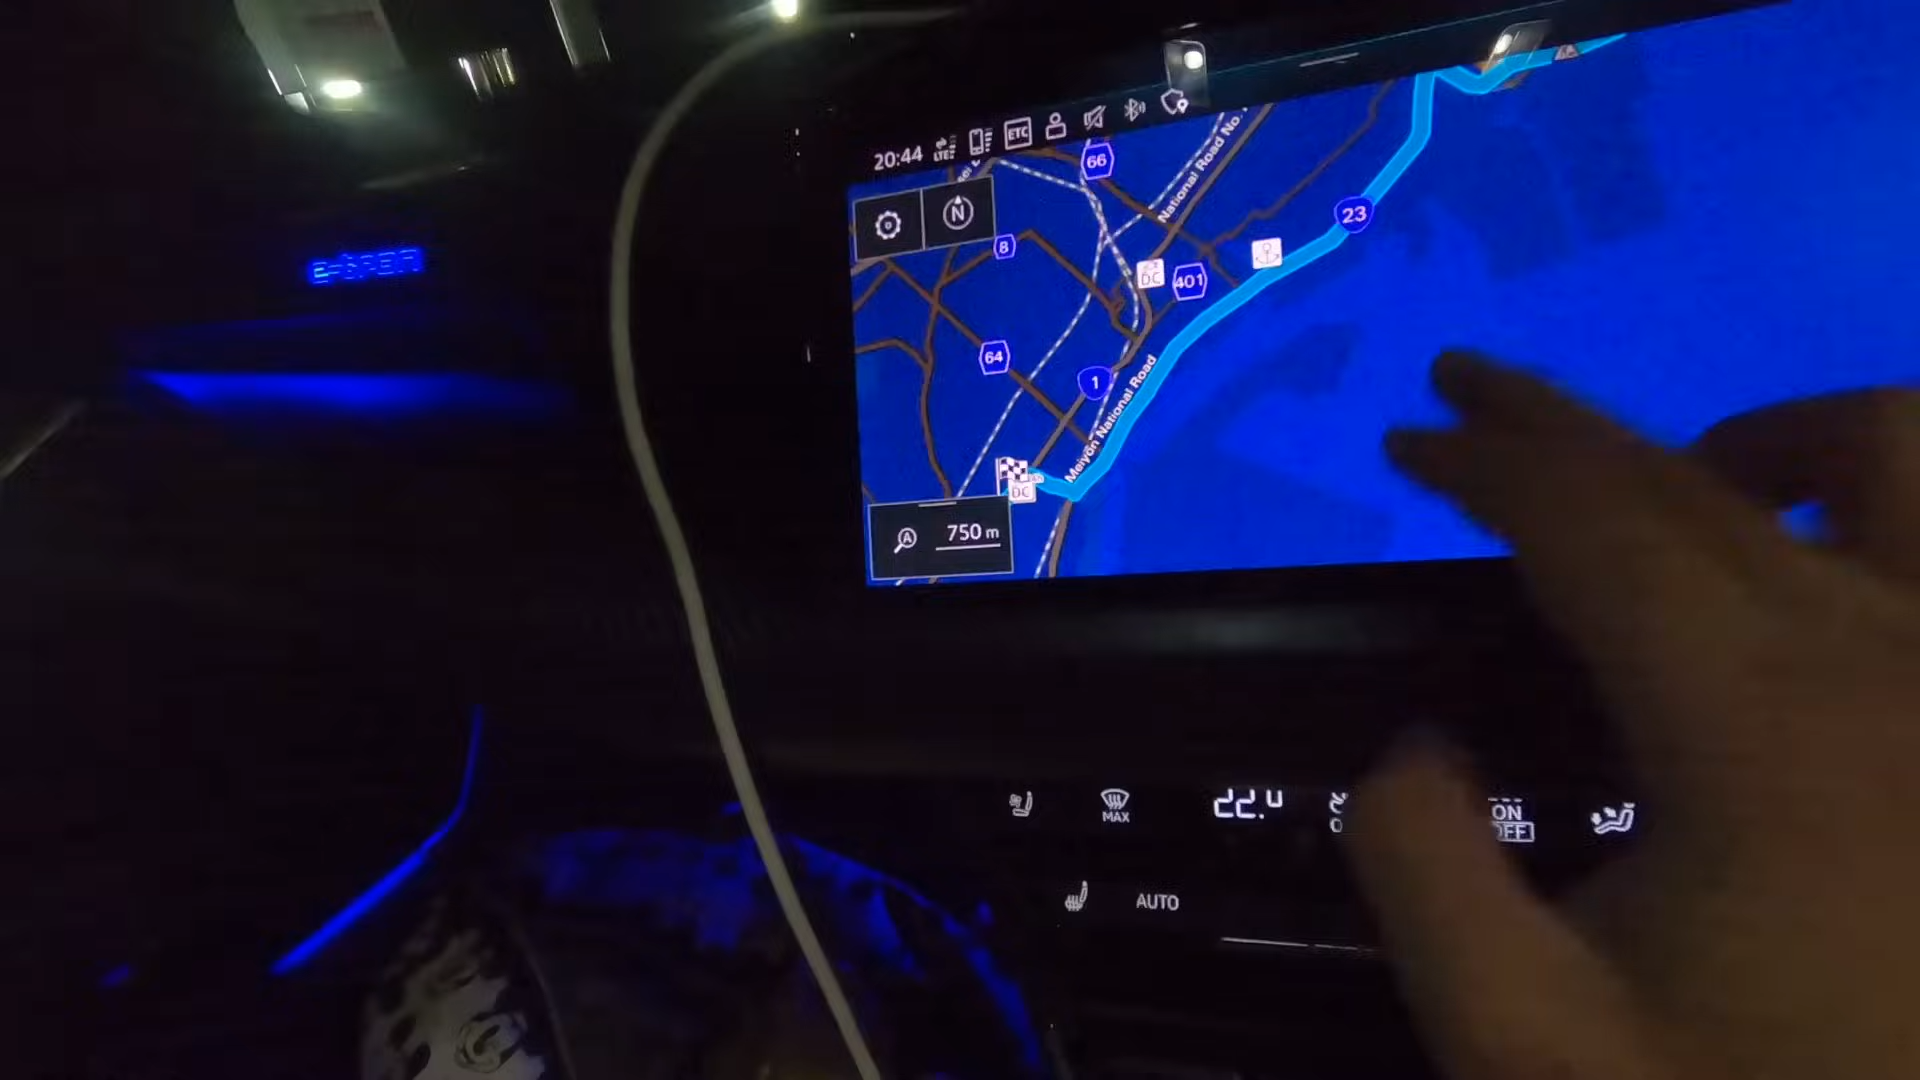 20:44
LTE
ETC
N
66
National Road No.
8
23
DC
401
64
1
Meiyon National Road
DC
A
750 m
MAX
22.0
ON
OFF
AUTO